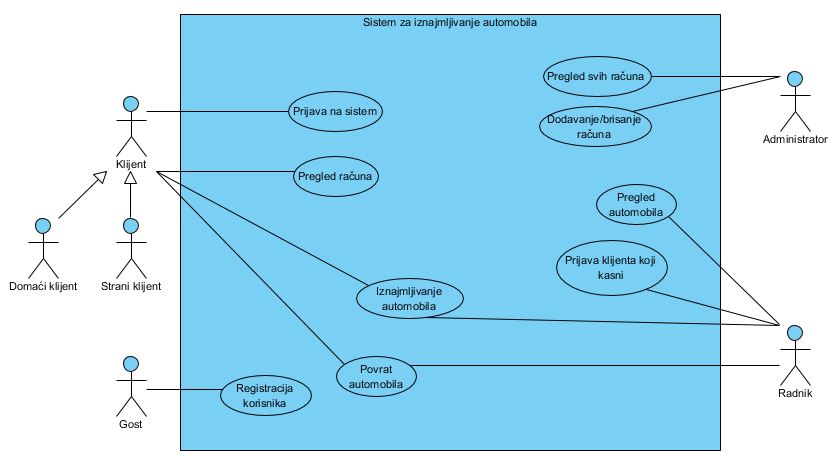 Sistem za iznajmljivanje automobila
Pregled svih računa
Administrator
Prijava na sistem
Dodavanje/brisanje
računa
Klijent
Pregled računa
Pregled
automobila
Domaći klijent
Strani klijent
Prijava klijenta koji
kasni
Iznajmljivanje
automobila
Povrat
automobila
Radnik
Registracija
korisnika
Gost